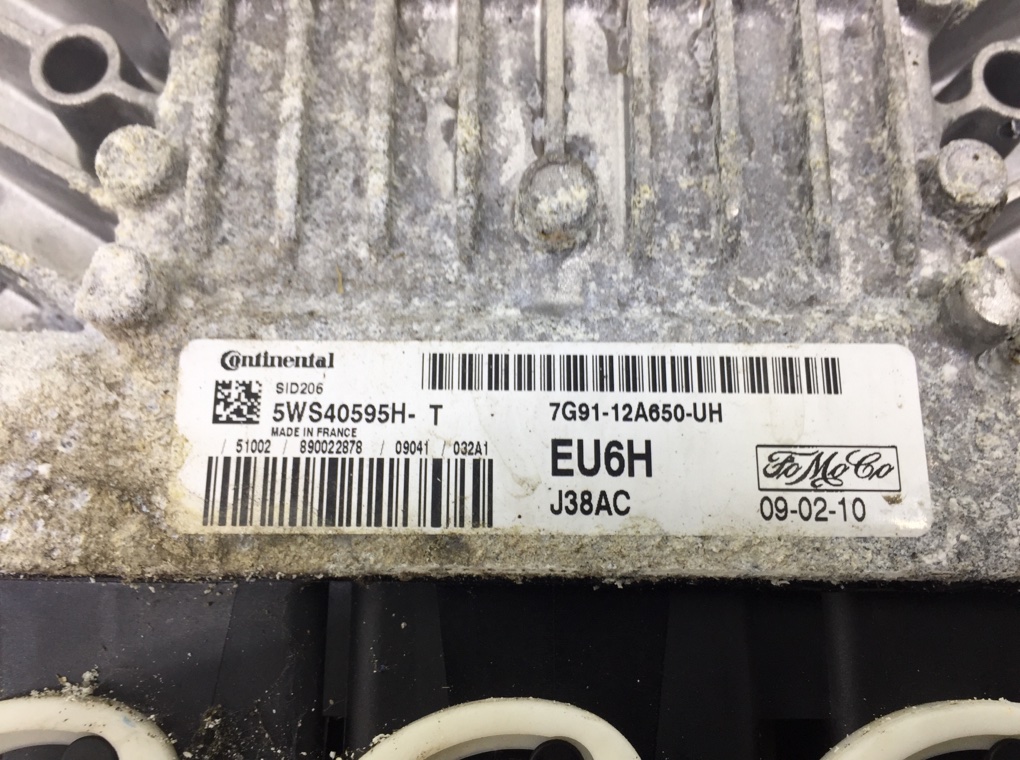 Continental
SID206
5WS40595H- T
MADE IN FRANCE
/ 51002 / 890022878 / 09041 / 032A1
7G91-12A650-UH
EU6H
J38AC
FoMoCo
09-02-10